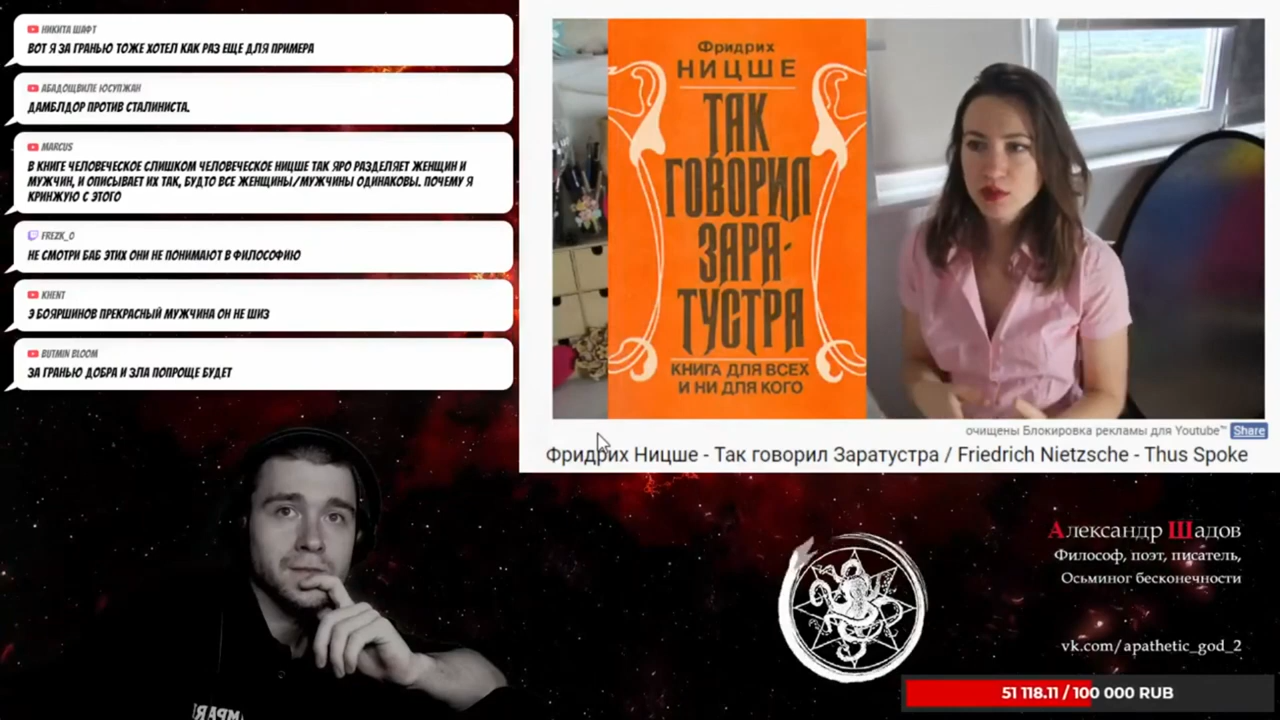 НИКИТА ШАФТ
ВОТ Я ЗА ГРАНЬЮ ТОЖЕ ХОТЕЛ КАК РАЗ ЕЩЕ ДЛЯ ПРИМЕРА
АБАДОЩВИЛЕ ЮСУПЖАН
ДАМБЛДОР ПРОТИВ СТАЛИНИСТА.
MARCUS
В КНИГЕ ЧЕЛОВЕЧЕСКОЕ СЛИШКОМ ЧЕЛОВЕЧЕСКОЕ НИЦШЕ ТАК ЯРО РАЗДЕЛЯЕТ ЖЕНЩИН И
МУЖЧИН, И ОПИСЫВАЕТ ИХ ТАК, БУДТО ВСЕ ЖЕНЩИНЫ/МУЖЧИНЫ ОДИНАКОВЫ. ПОЧЕМУ Я
КРИНЖУЮ С ЭТОГО
FREZK_O
НЕ СМОТРИ БАБ ЭТИХ ОНИ НЕ ПОНИМАЮТ В ФИЛОСОФИЮ
KHENT
Э БОЯРШИНОВ ПРЕКРАСНЫЙ МУЖЧИНА ОН НЕ ШИЗ
BUTMIN BLOOM
ЗА ГРАНЬЮ ДОБРА И ЗЛА ПОПРОЩЕ БУДЕТ
Фридрих
НИЦШЕ
ТАК
ГОВОРИЛ
ЗАРА-
ТУСТРА
КНИГА ДЛЯ ВСЕХ
И НИ ДЛЯ КОГО
очищены Блокировка рекламы для Youtube™ Share
Фридрих Ницше - Так говорил Заратустра / Friedrich Nietzsche - Thus Spoke
Александр Шадов
Философ, поэт, писатель,
Осьминог бесконечности
vk.com/apathetic_god_2
51 118.11 / 100 000 RUB